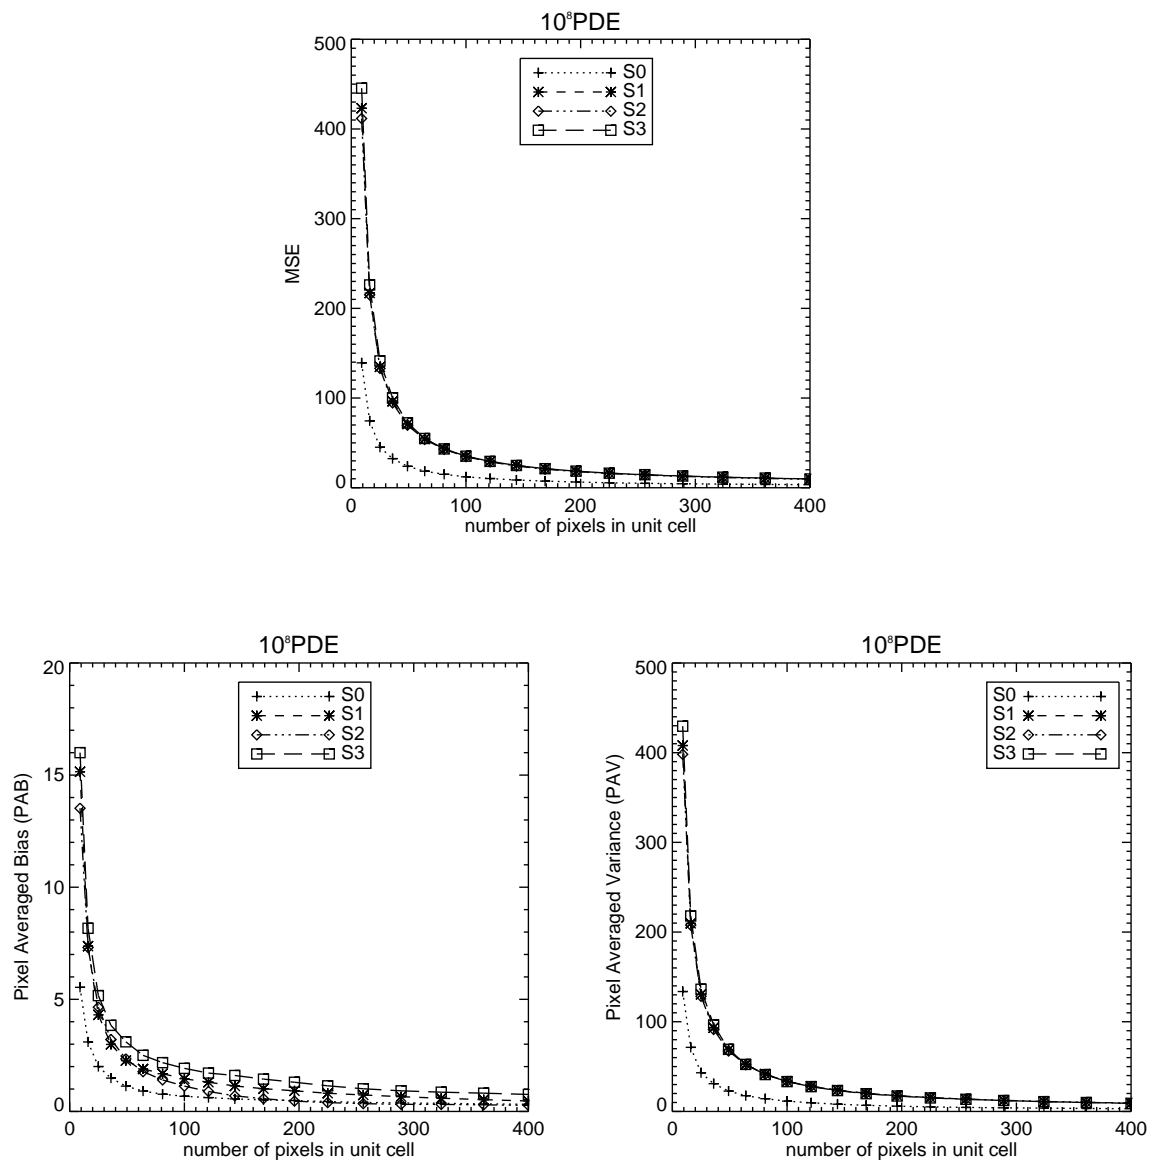 10⁸PDE
500
400
300
200
100
0
MSE
S0
S1
S2
S3
0 100 200 300 400
number of pixels in unit cell
10⁸PDE
20
15
10
5
0
Pixel Averaged Bias (PAB)
S0
S1
S2
S3
0 100 200 300 400
number of pixels in unit cell
10⁸PDE
500
400
300
200
100
0
Pixel Averaged Variance (PAV)
S0
S1
S2
S3
0 100 200 300 400
number of pixels in unit cell